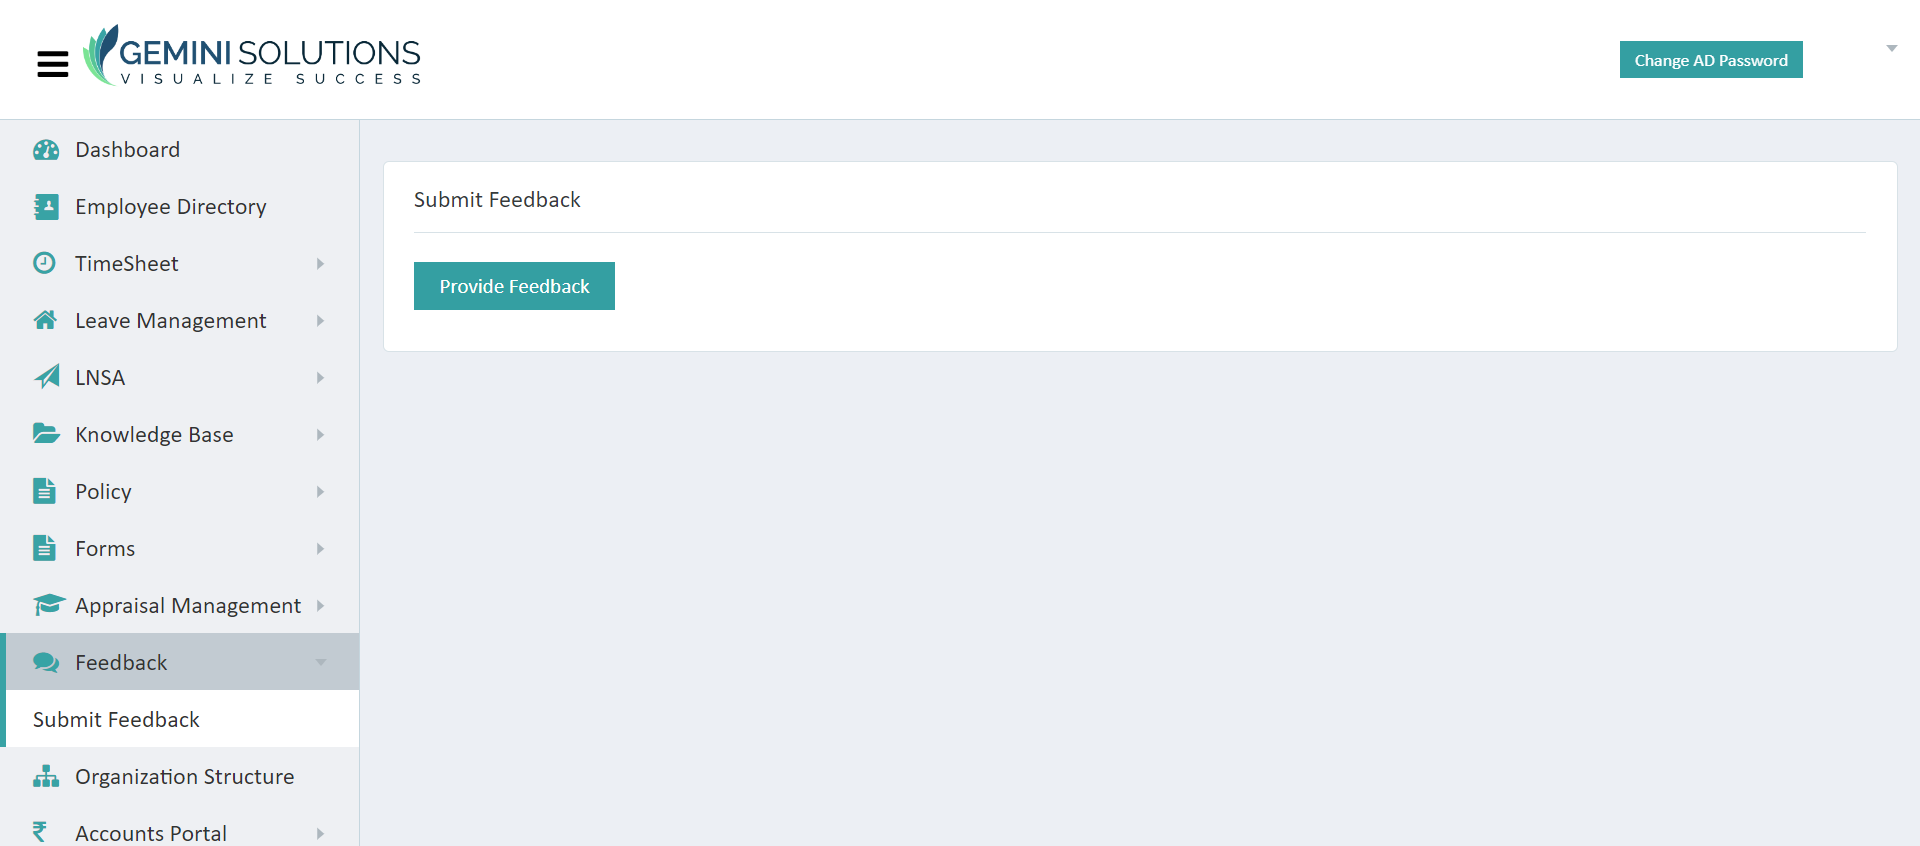 GEMINI SOLUTIONS
VISUALIZE SUCCESS
Change AD Password
Dashboard
Employee Directory
TimeSheet
Leave Management
LNSA
Knowledge Base
Policy
Forms
Appraisal Management
Feedback
Submit Feedback
Organization Structure
₹ Accounts Portal
Submit Feedback
Provide Feedback